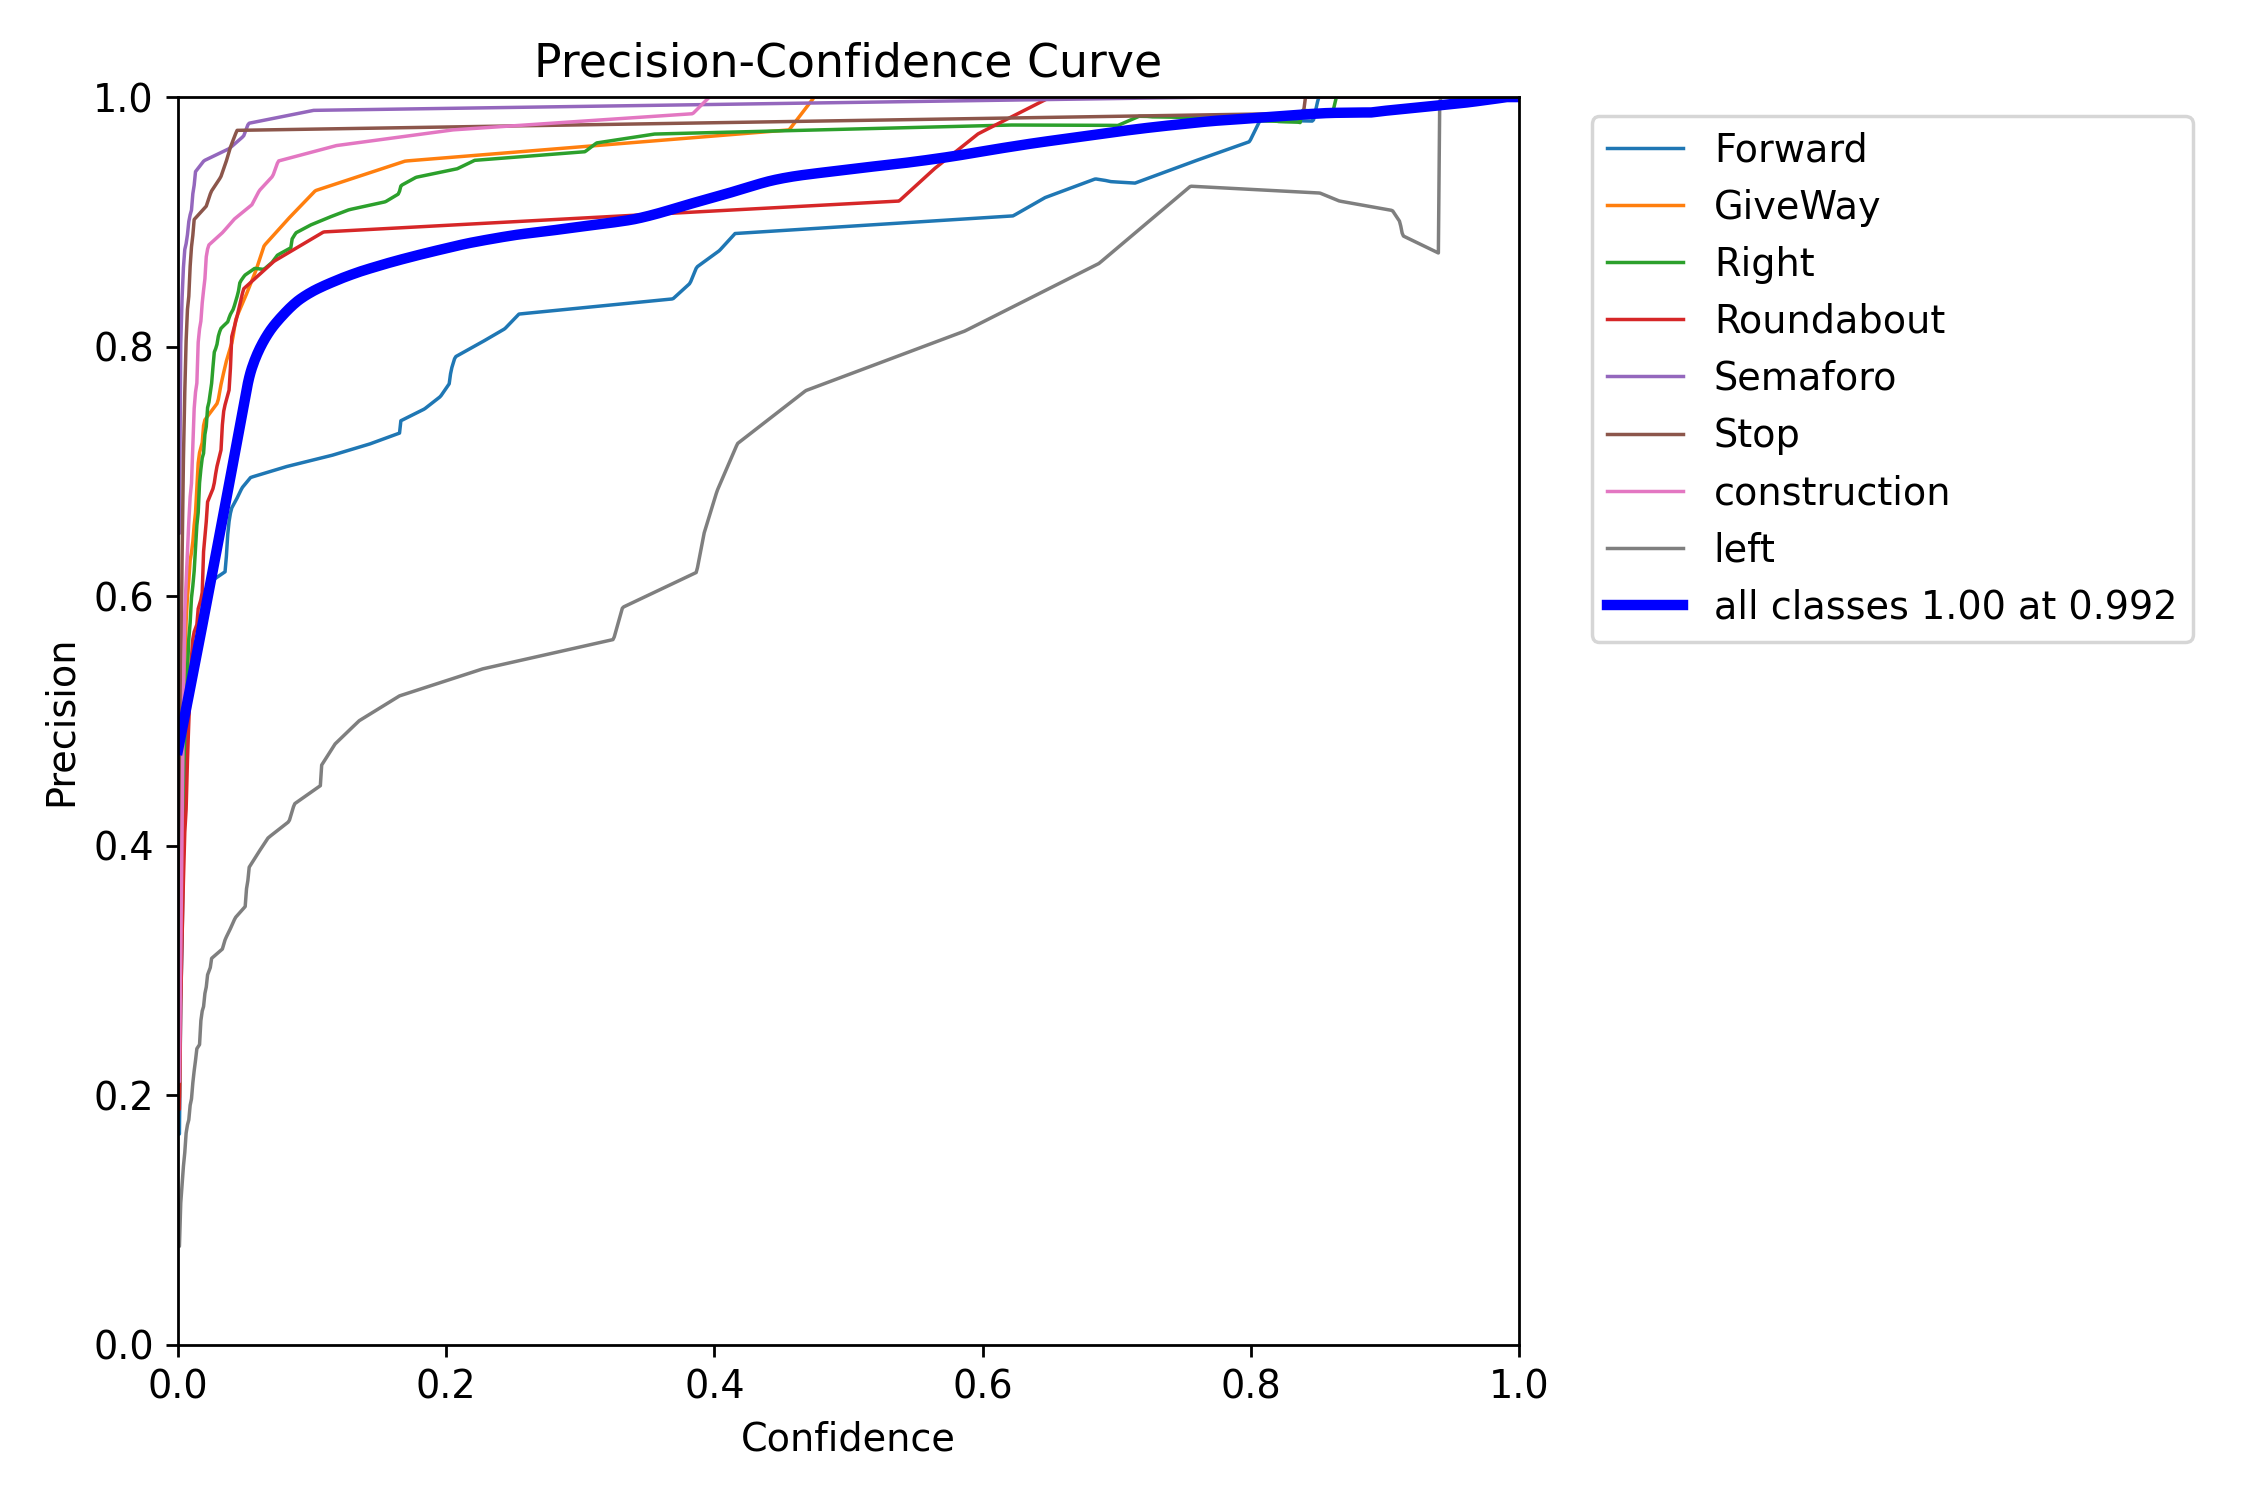 Precision-Confidence Curve
1.0
0.8
0.6
0.4
0.2
0.0
Precision
0.0 0.2 0.4 0.6 0.8 1.0
Confidence
Forward
GiveWay
Right
Roundabout
Semaforo
Stop
construction
left
all classes 1.00 at 0.992